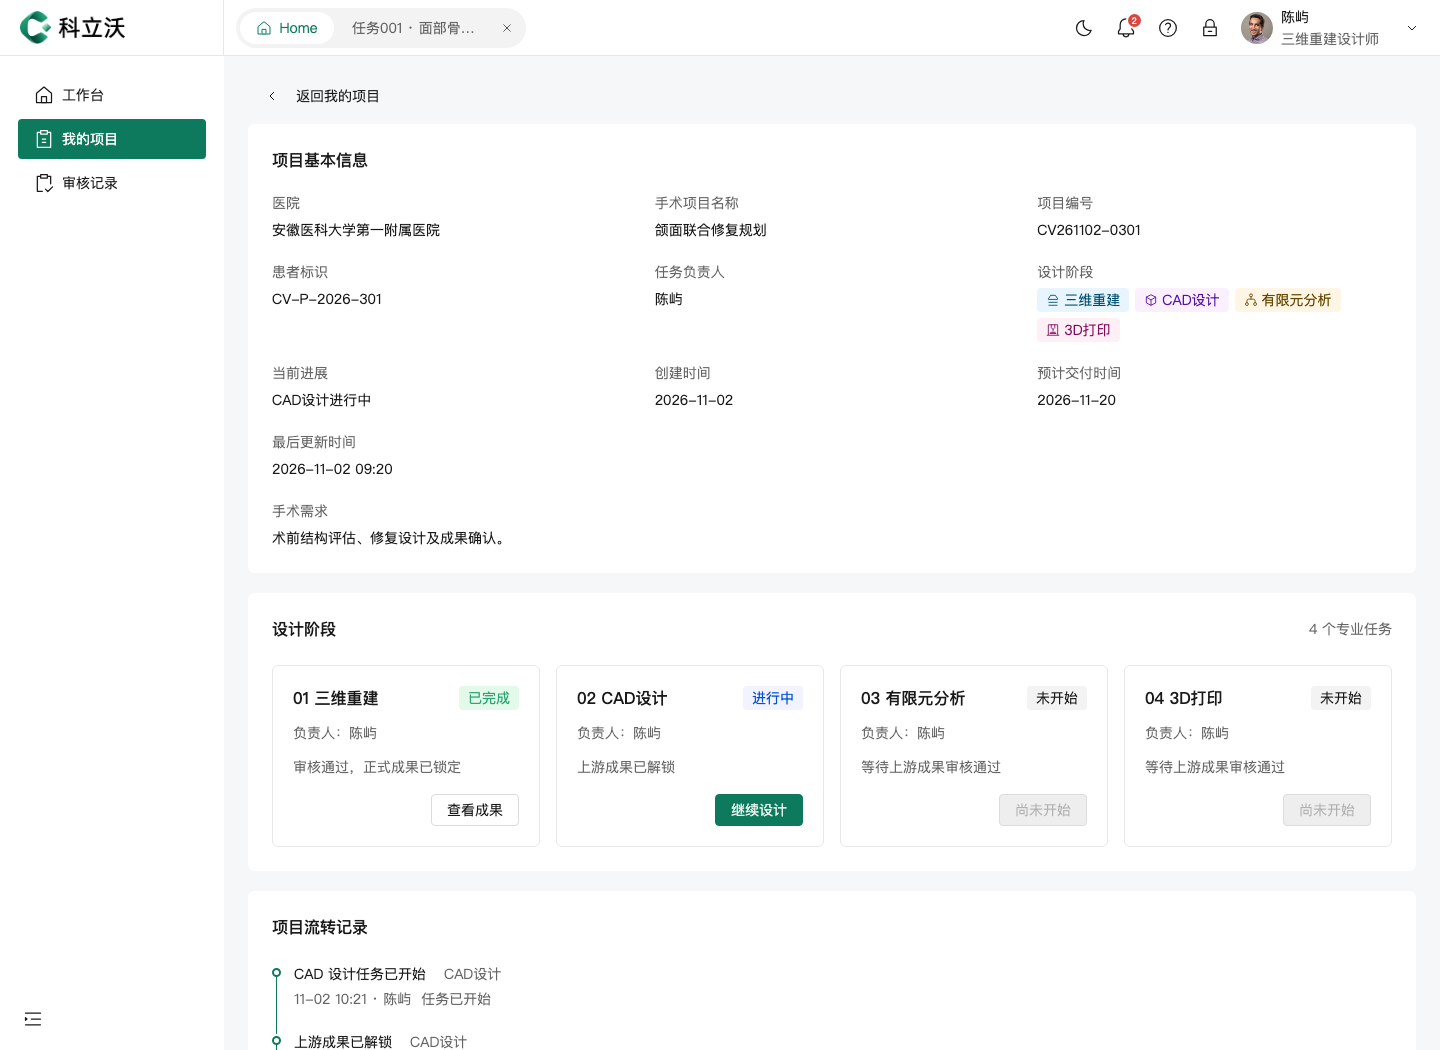 科立沃
Home
任务001 · 面部骨...
2
陈屿
三维重建设计师
工作台
我的项目
审核记录
返回我的项目
项目基本信息
医院
安徽医科大学第一附属医院
手术项目名称
颌面联合修复规划
项目编号
CV261102-0301
患者标识
CV-P-2026-301
任务负责人
陈屿
设计阶段
三维重建
CAD设计
有限元分析
3D打印
当前进展
CAD设计进行中
创建时间
2026-11-02
预计交付时间
2026-11-20
最后更新时间
2026-11-02 09:20
手术需求
术前结构评估、修复设计及成果确认。
设计阶段
4 个专业任务
01 三维重建
已完成
负责人：陈屿
审核通过，正式成果已锁定
查看成果
02 CAD设计
进行中
负责人：陈屿
上游成果已解锁
继续设计
03 有限元分析
未开始
负责人：陈屿
等待上游成果审核通过
尚未开始
04 3D打印
未开始
负责人：陈屿
等待上游成果审核通过
尚未开始
项目流转记录
CAD 设计任务已开始 CAD设计
11-02 10:21 · 陈屿 任务已开始
上游成果已解锁 CAD设计